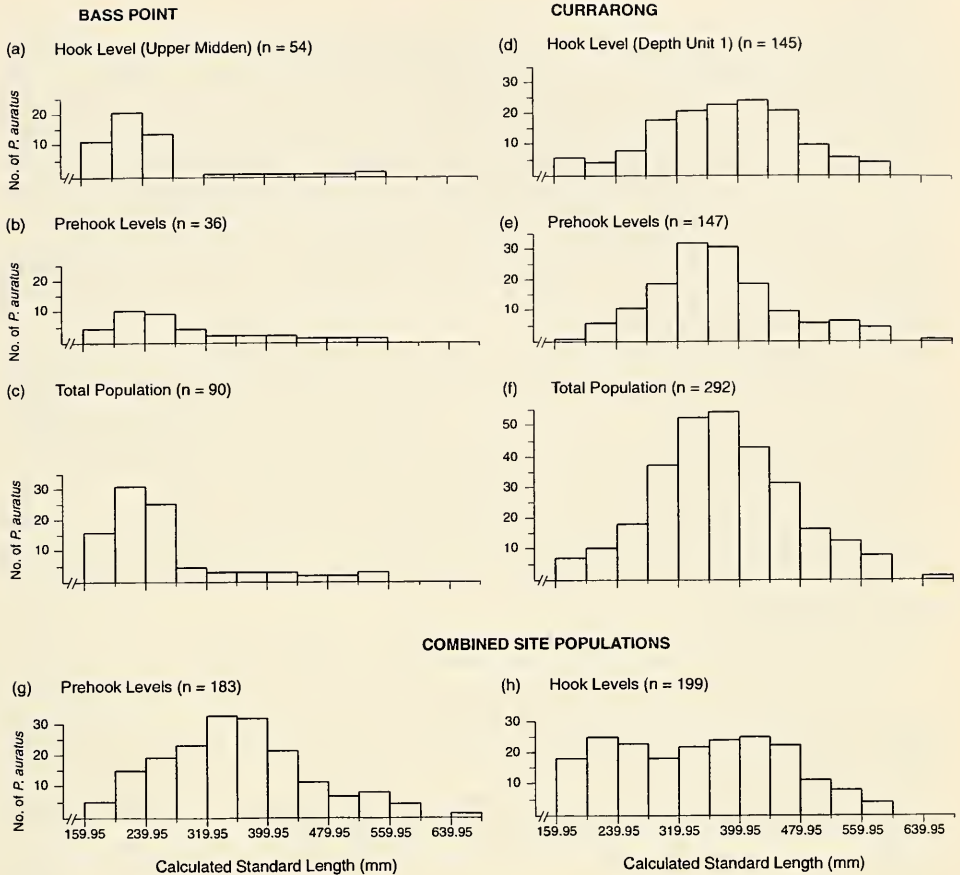 BASS POINT
(a) Hook Level (Upper Midden) (n = 54)
No. of P. auratus
20
10
(b) Prehook Levels (n = 36)
No. of P. auratus
20
10
(c) Total Population (n = 90)
No. of P. auratus
30
20
10
CURRARONG
(d) Hook Level (Depth Unit 1) (n = 145)
30
20
10
(e) Prehook Levels (n = 147)
30
20
10
(f) Total Population (n = 292)
50
40
30
20
10
COMBINED SITE POPULATIONS
(g) Prehook Levels (n = 183)
No. of P. auratus
30
20
10
159.95 239.95 319.95 399.95 479.95 559.95 639.95
Calculated Standard Length (mm)
(h) Hook Levels (n = 199)
30
20
10
159.95 239.95 319.95 399.95 479.95 559.95 639.95
Calculated Standard Length (mm)